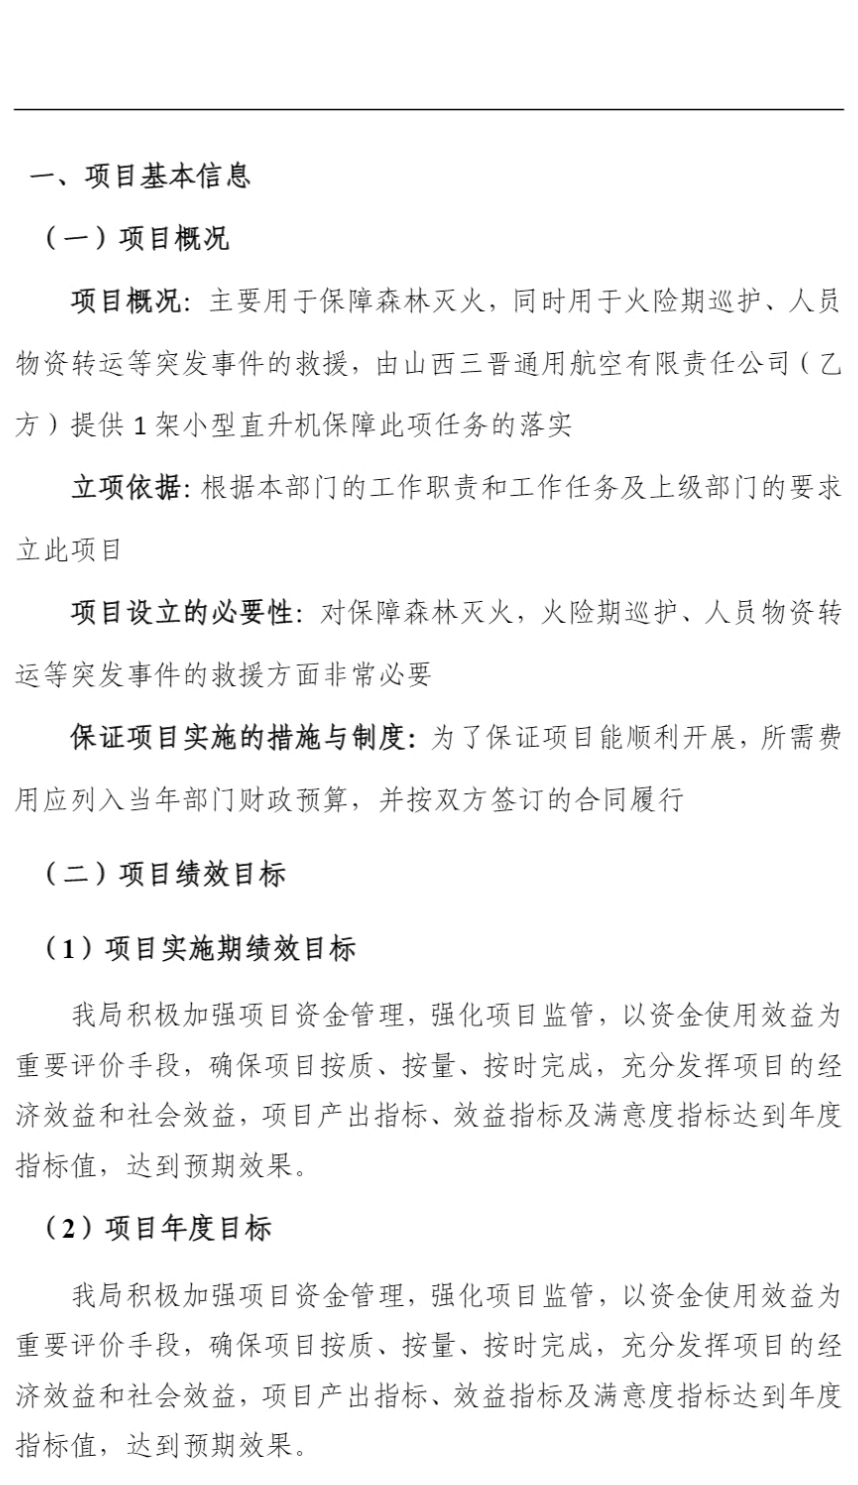 一、项目基本信息
（一）项目概况
项目概况：主要用于保障森林灭火，同时用于火险期巡护、人员
物资转运等突发事件的救援，由山西三晋通用航空有限责任公司（乙
方）提供 1 架小型直升机保障此项任务的落实
立项依据：根据本部门的工作职责和工作任务及上级部门的要求
立此项目
项目设立的必要性：对保障森林灭火，火险期巡护、人员物资转
运等突发事件的救援方面非常必要
保证项目实施的措施与制度：为了保证项目能顺利开展，所需费
用应列入当年部门财政预算，并按双方签订的合同履行
（二）项目绩效目标
（1）项目实施期绩效目标
我局积极加强项目资金管理，强化项目监管，以资金使用效益为
重要评价手段，确保项目按质、按量、按时完成，充分发挥项目的经
济效益和社会效益，项目产出指标、效益指标及满意度指标达到年度
指标值，达到预期效果。
（2）项目年度目标
我局积极加强项目资金管理，强化项目监管，以资金使用效益为
重要评价手段，确保项目按质、按量、按时完成，充分发挥项目的经
济效益和社会效益，项目产出指标、效益指标及满意度指标达到年度
指标值，达到预期效果。